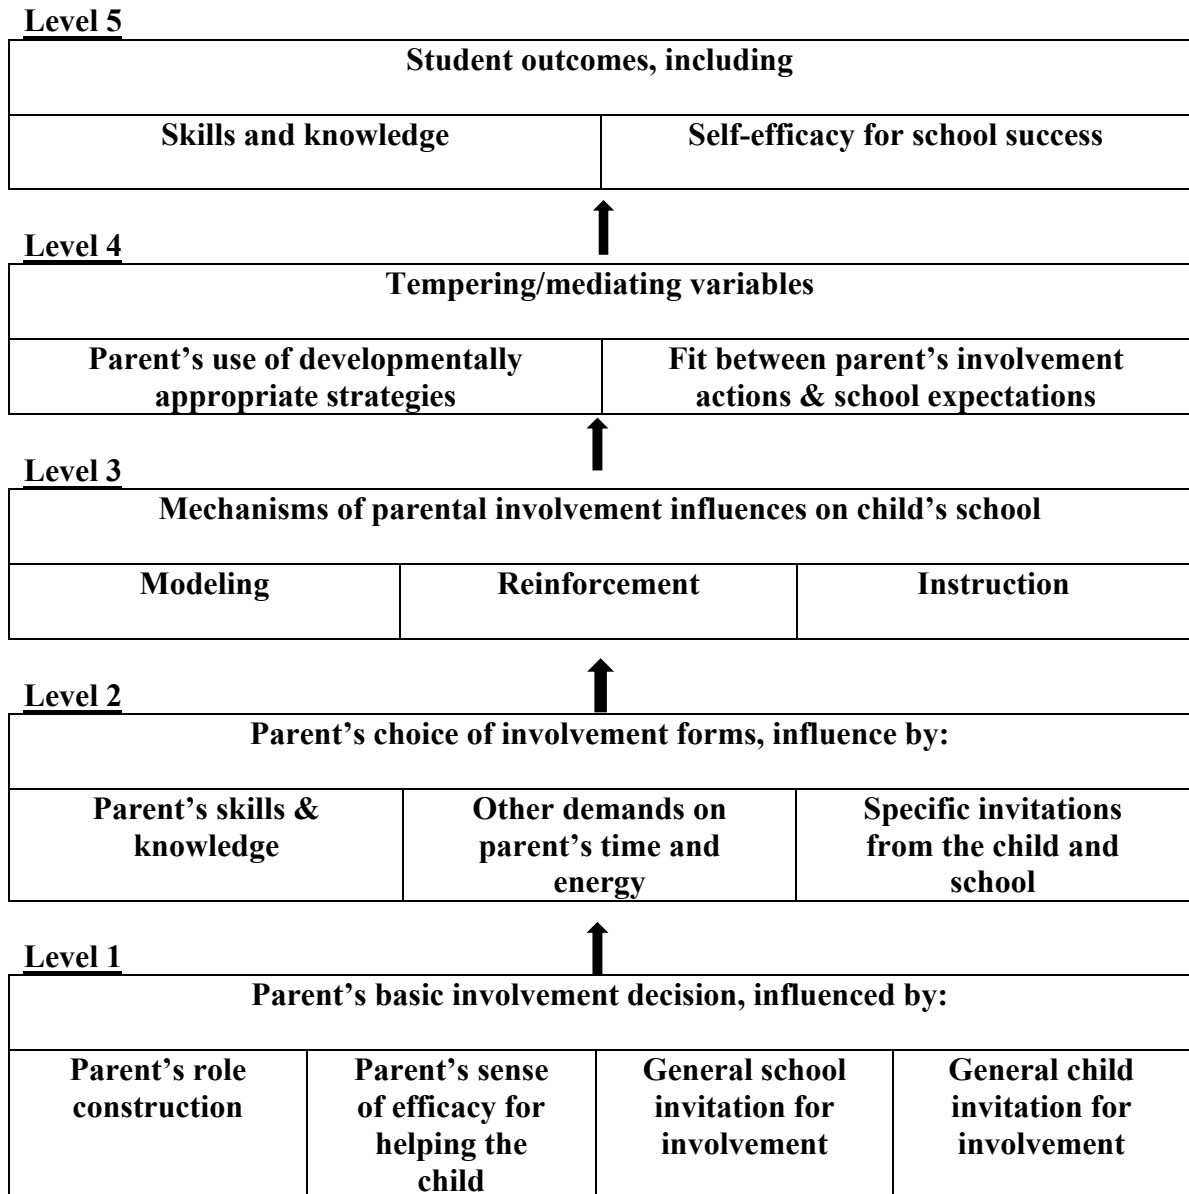 Level 5
Student outcomes, including
Skills and knowledge
Self-efficacy for school success
Level 4
Tempering/mediating variables
Parent’s use of developmentally
appropriate strategies
Fit between parent’s involvement
actions & school expectations
Level 3
Mechanisms of parental involvement influences on child’s school
Modeling
Reinforcement
Instruction
Level 2
Parent’s choice of involvement forms, influence by:
Parent’s skills &
knowledge
Other demands on
parent’s time and
energy
Specific invitations
from the child and
school
Level 1
Parent’s basic involvement decision, influenced by:
Parent’s role
construction
Parent’s sense
of efficacy for
helping the
child
General school
invitation for
involvement
General child
invitation for
involvement